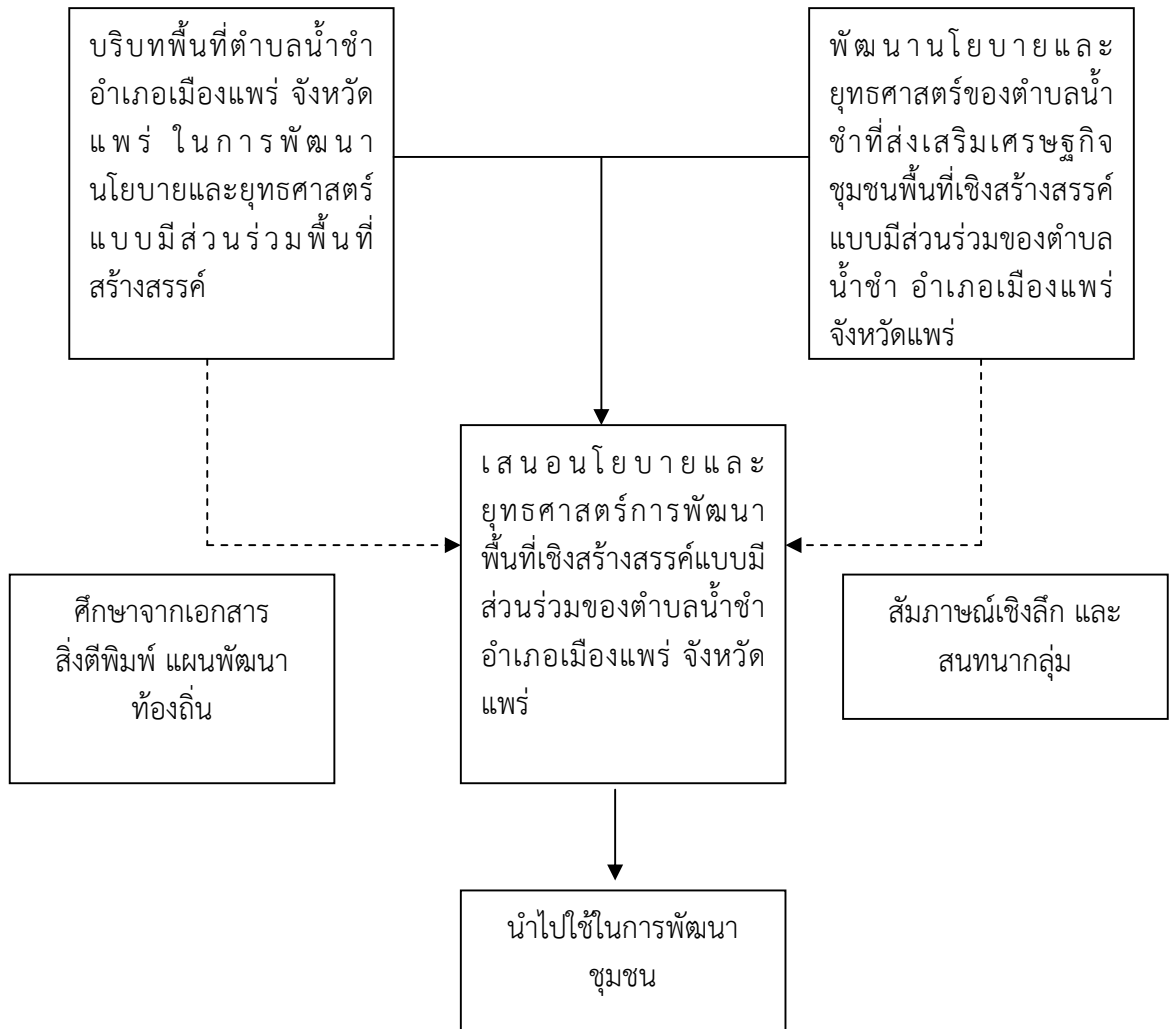 บริบทพื้นที่ตำบลน้ำชำ
อำเภอเมืองแพร่ จังหวัด
แพร่ ในการพัฒนา
นโยบายและยุทธศาสตร์
แบบมีส่วนร่วมพื้นที่
สร้างสรรค์
พัฒนานโยบายและ
ยุทธศาสตร์ของตำบลน้ำ
ชำที่ส่งเสริมเศรษฐกิจ
ชุมชนพื้นที่เชิงสร้างสรรค์
แบบมีส่วนร่วมของตำบล
น้ำชำ อำเภอเมืองแพร่
จังหวัดแพร่
เสนอนโยบายและ
ยุทธศาสตร์การพัฒนา
พื้นที่เชิงสร้างสรรค์แบบมี
ส่วนร่วมของตำบลน้ำชำ
อำเภอเมืองแพร่ จังหวัด
แพร่
ศึกษาจากเอกสาร
สิ่งตีพิมพ์ แผนพัฒนา
ท้องถิ่น
สัมภาษณ์เชิงลึก และ
สนทนากลุ่ม
นำไปใช้ในการพัฒนา
ชุมชน